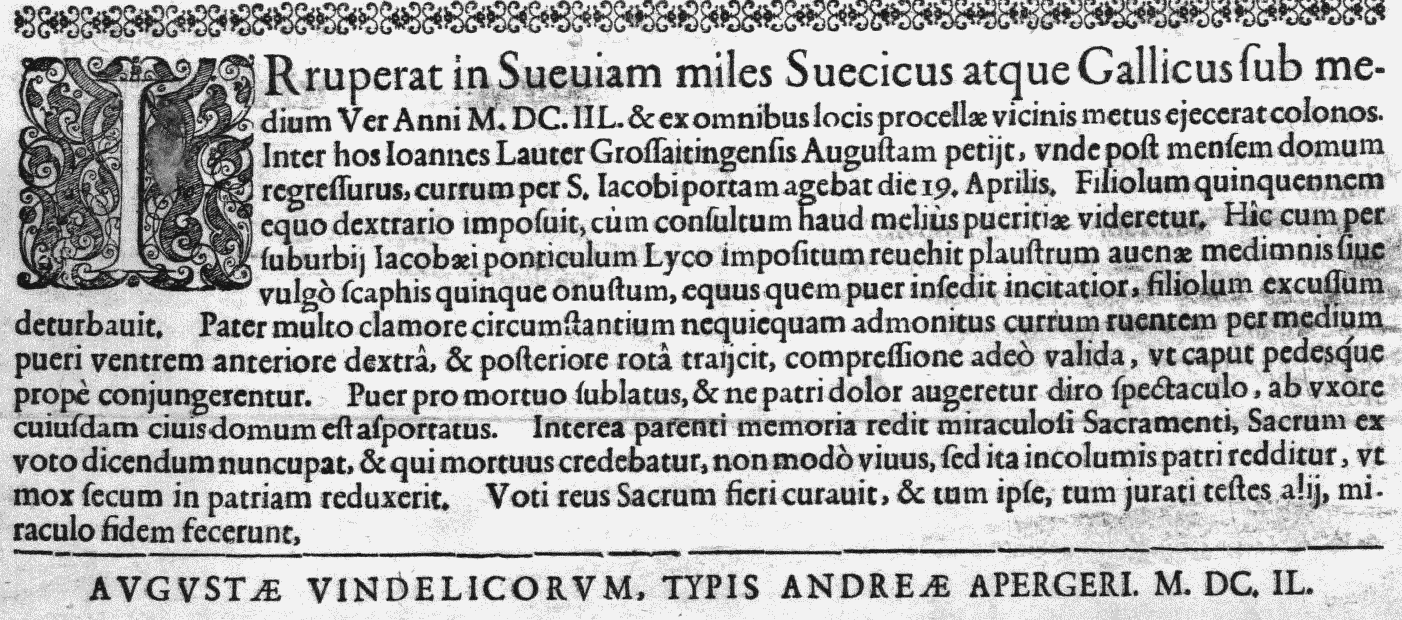 IRruperat in Sueuiam miles Suecicus atque Gallicus ſub me-
dium Ver Anni M. DC. IIL. & ex omnibus locis procellæ vicinis metus ejecerat colonos.
Inter hos Ioannes Lauter Groſſaitingenſis Auguſtam petijt, vnde poſt menſem domum
regreſſurus, currum per S. Iacobi portam agebat die 19. Aprilis. Filiolum quinquennem
equo dextrario impoſuit, cùm conſultum haud meliùs pueritiæ videretur. Hic cum per
ſuburbij Iacobæi ponticulum Lyco impoſitum reuehit plauſtrum auenæ medimnis ſiue
vulgò ſcaphis quinque onuſtum, equus quem puer inſedit incitatior, filiolum excuſſum
deturbauit. Pater multo clamore circumſtantium nequicquam admonitus currum ruentem per medium
pueri ventrem anteriore dextrâ, & poſteriore rotâ traijcit, compreſſione adeò valida, vt caput pedesq́ue
propè conjungerentur. Puer pro mortuo ſublatus, & ne patri dolor augeretur diro ſpectaculo, ab vxore
cuiuſdam ciuis domum eſt aſportatus. Interea parenti memoria redit miraculoſi Sacramenti, Sacrum ex
voto dicendum nuncupat, & qui mortuus credebatur, non modò viuus, ſed ita incolumis patri redditur, vt
mox ſecum in patriam reduxerit. Voti reus Sacrum fieri curauit, & tum ipſe, tum jurati teſtes alij, mi-
raculo fidem fecerunt,
AVGVSTÆ VINDELICORVM, TYPIS ANDREÆ APERGERI. M. DC. IL.